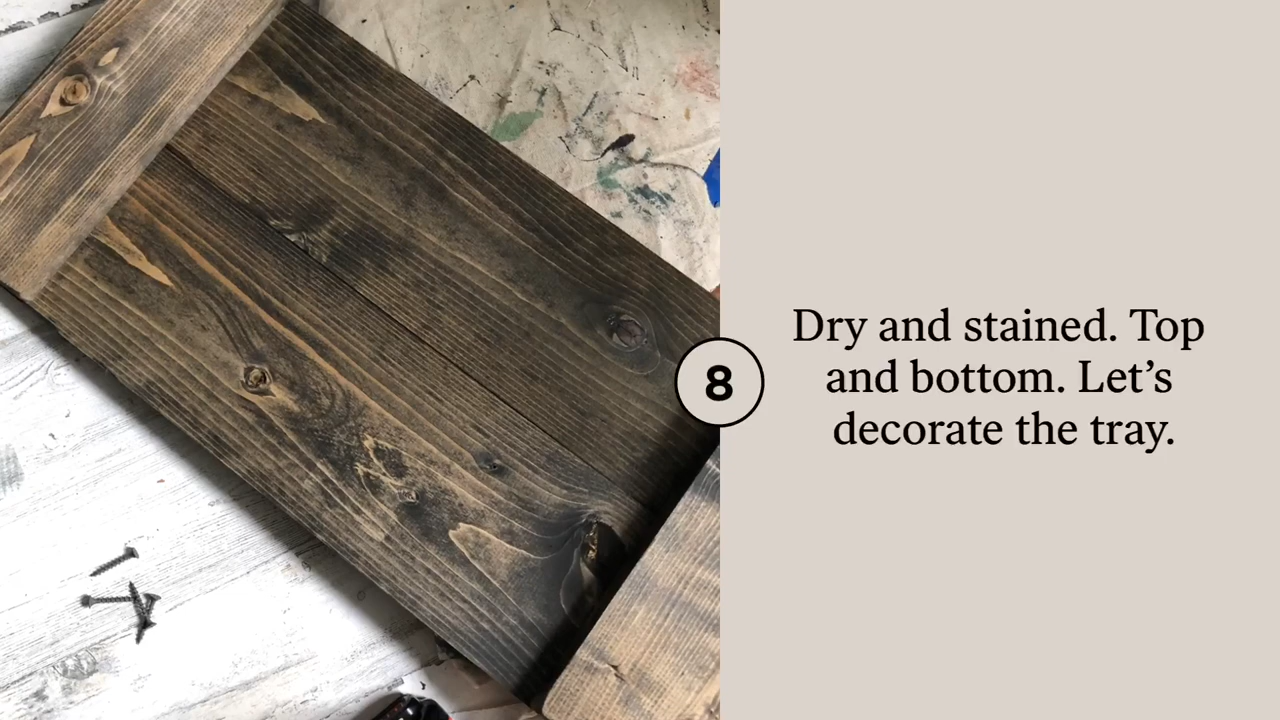 8
Dry and stained. Top
and bottom. Let’s
decorate the tray.